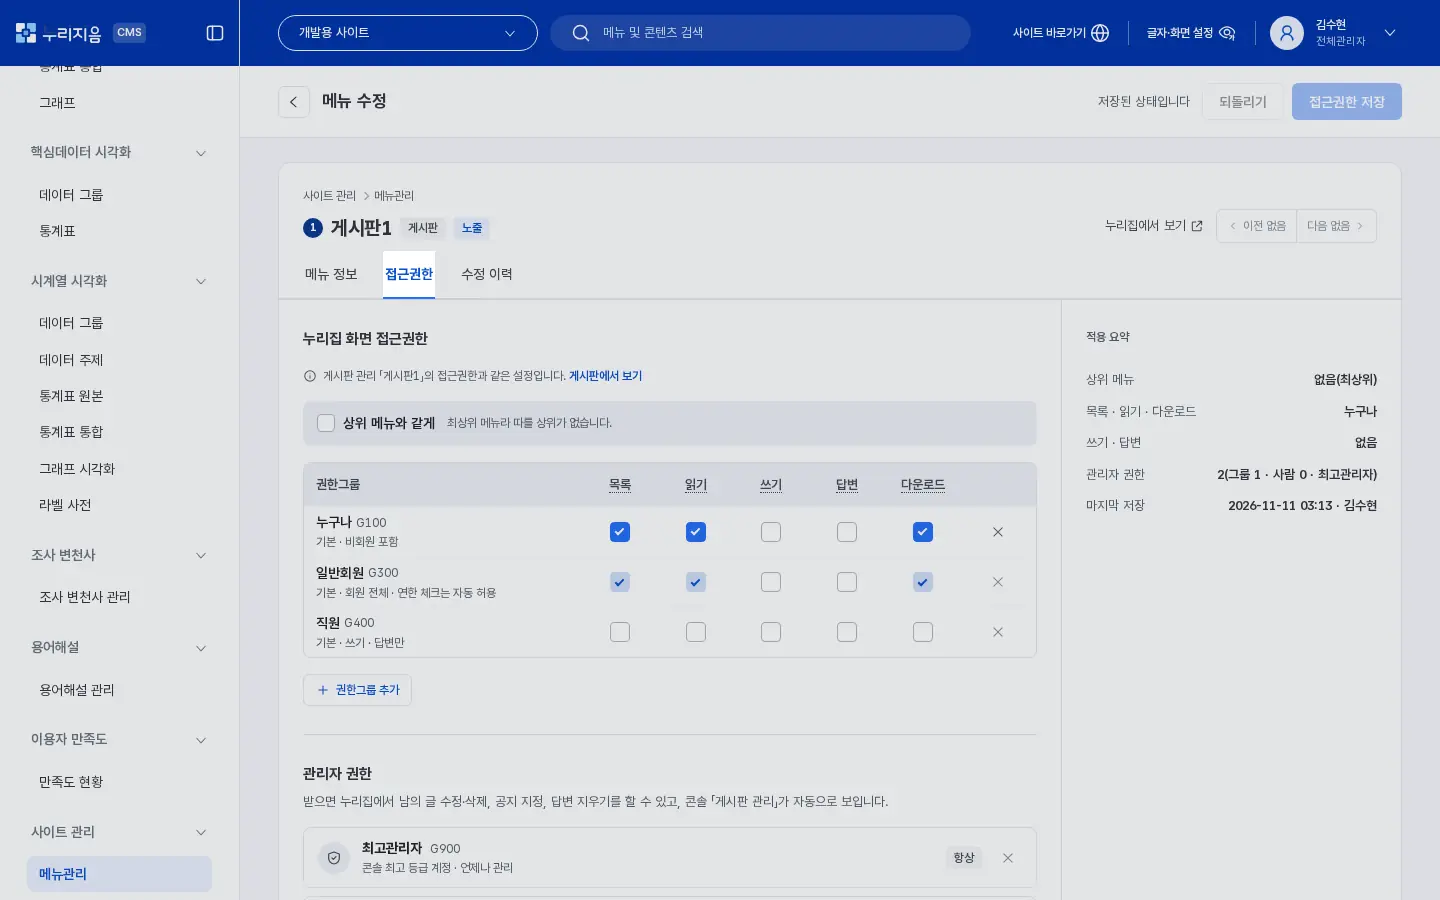 누리지음 CMS
개발용 사이트
메뉴 및 콘텐츠 검색
사이트 바로가기
글자·화면 설정
김수현
전체관리자
통계표 통합
그래프
핵심데이터 시각화
데이터 그룹
통계표
시계열 시각화
데이터 그룹
데이터 주제
통계표 원본
통계표 통합
그래프 시각화
라벨 사전
조사 변천사
조사 변천사 관리
용어해설
용어해설 관리
이용자 만족도
만족도 현황
사이트 관리
메뉴관리
메뉴 수정
저장된 상태입니다
되돌리기
접근권한 저장
사이트 관리 > 메뉴관리
1 게시판1 게시판 노출
누리집에서 보기
이전 없음
다음 없음
메뉴 정보
접근권한
수정 이력
누리집 화면 접근권한
게시판 관리 「게시판1」의 접근권한과 같은 설정입니다. 게시판에서 보기
상위 메뉴와 같게 최상위 메뉴라 따를 상위가 없습니다.
권한그룹 목록 읽기 쓰기 답변 다운로드
누구나 G100
기본 · 비회원 포함
일반회원 G300
기본 · 회원 전체 · 연한 체크는 자동 허용
직원 G400
기본 · 쓰기 · 답변만
권한그룹 추가
관리자 권한
받으면 누리집에서 남의 글 수정·삭제, 공지 지정, 답변 지우기를 할 수 있고, 콘솔 「게시판 관리」가 자동으로 보입니다.
최고관리자 G900
콘솔 최고 등급 계정 · 언제나 관리
항상
적용 요약
상위 메뉴 없음(최상위)
목록 · 읽기 · 다운로드 누구나
쓰기 · 답변 없음
관리자 권한 2(그룹 1 · 사람 0 · 최고관리자)
마지막 저장 2026-11-11 03:13 · 김수현